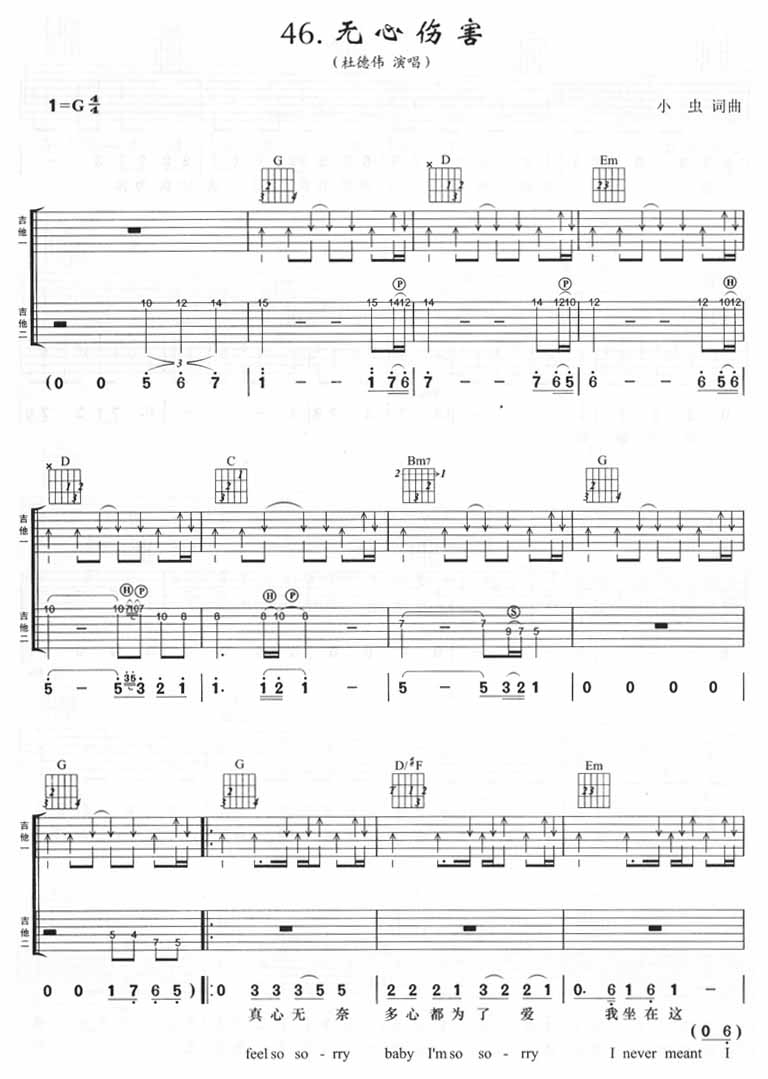 46. 无心伤害
(杜德伟 演唱)
1=G 4/4
小 虫 词曲
G D Em
吉他一
10 12 14 15 15 14 12 14 14 12 10 12 12 10 12
P P H
吉他二
3
(0 0 5 6 7 | 1 – – 1 7 6 | 7 – – 7 6 5 | 6 – – 6 5 6 |
D C Bm7 G
吉他一
H P H P S
10 10 7 10 7 10 8 8 8 10 8 7 7 9 7 5
吉他二
5 – 5 3 5 3 2 1 | 1. 1 2 1 – | 5 – 5 3 2 1 | 0 0 0 0 |
G G D/♯F Em
吉他一
吉他二
5 4 7 5
0 0 1 7 6 5 ) |: 0 3 3 3 5 5 | 2 2 2 2 1 3 2 2 1 | 0. 6 1 6 1 – |
真 心 无 奈 多 心 都 为 了 爱 我 坐 在 这
(0 6)
feel so so – rry baby I'm so so – rry I never meant I